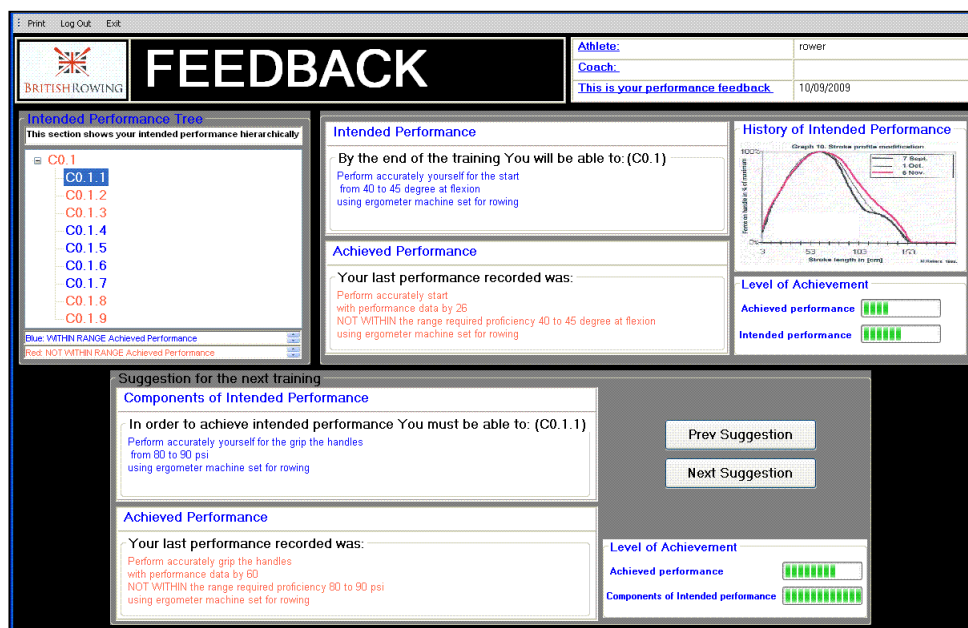 Print Log Out Exit
BRITISH ROWING
FEEDBACK
Athlete: rower
Coach:
This is your performance feedback 10/09/2009
Intended Performance Tree
This section shows your intended performance hierarchically
C0.1
C0.1.1
C0.1.2
C0.1.3
C0.1.4
C0.1.5
C0.1.6
C0.1.7
C0.1.8
C0.1.9
Blue: WITHIN RANGE Achieved Performance
Red: NOT WITHIN RANGE Achieved Performance
Intended Performance
By the end of the training You will be able to: (C0.1)
Perform accurately yourself for the start
from 40 to 45 degree at flexion
using ergometer machine set for rowing
Achieved Performance
Your last performance recorded was:
Perform accurately start
with performance data by 26
NOT WITHIN the range required proficiency 40 to 45 degree at flexion
using ergometer machine set for rowing
History of Intended Performance
Graph 10. Stroke profile modification
100%
7 Sept.
1 Oct.
6 Nov.
Force on handle in % of maximum
0%
3 53 103 153
Stroke length in [cm]
Level of Achievement
Achieved performance
Intended performance
Suggestion for the next training
Components of Intended Performance
In order to achieve intended performance You must be able to: (C0.1.1)
Perform accurately yourself for the grip the handles
from 80 to 90 psi
using ergometer machine set for rowing
Achieved Performance
Your last performance recorded was:
Perform accurately grip the handles
with performance data by 60
NOT WITHIN the range required proficiency 80 to 90 psi
using ergometer machine set for rowing
Prev Suggestion
Next Suggestion
Level of Achievement
Achieved performance
Components of Intended performance